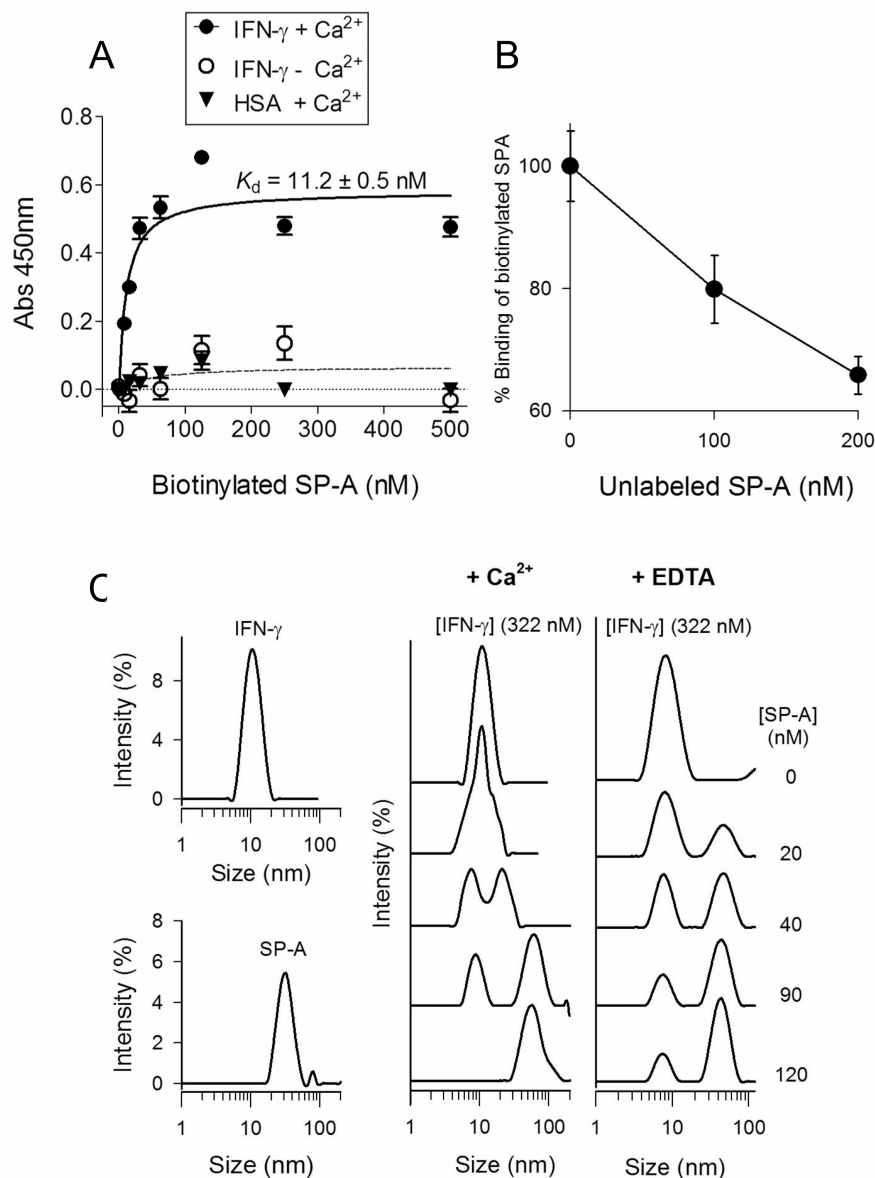 A
IFN-γ + Ca²⁺
IFN-γ - Ca²⁺
HSA + Ca²⁺
0.8
0.6
0.4
0.2
0.0
Kd = 11.2 ± 0.5 nM
Abs 450nm
0 100 200 300 400 500
Biotinylated SP-A (nM)
B
100
80
60
% Binding of biotinylated SPA
0 100 200
Unlabeled SP-A (nM)
C
+ Ca²⁺ + EDTA
IFN-γ
[IFN-γ] (322 nM) [IFN-γ] (322 nM)
[SP-A]
(nM)
8
4
0
Intensity (%)
1 10 100
Size (nm)
SP-A
8
6
4
2
0
Intensity (%)
1 10 100
Size (nm)
Intensity (%)
0
20
40
90
120
1 10 100
Size (nm)
1 10 100
Size (nm)